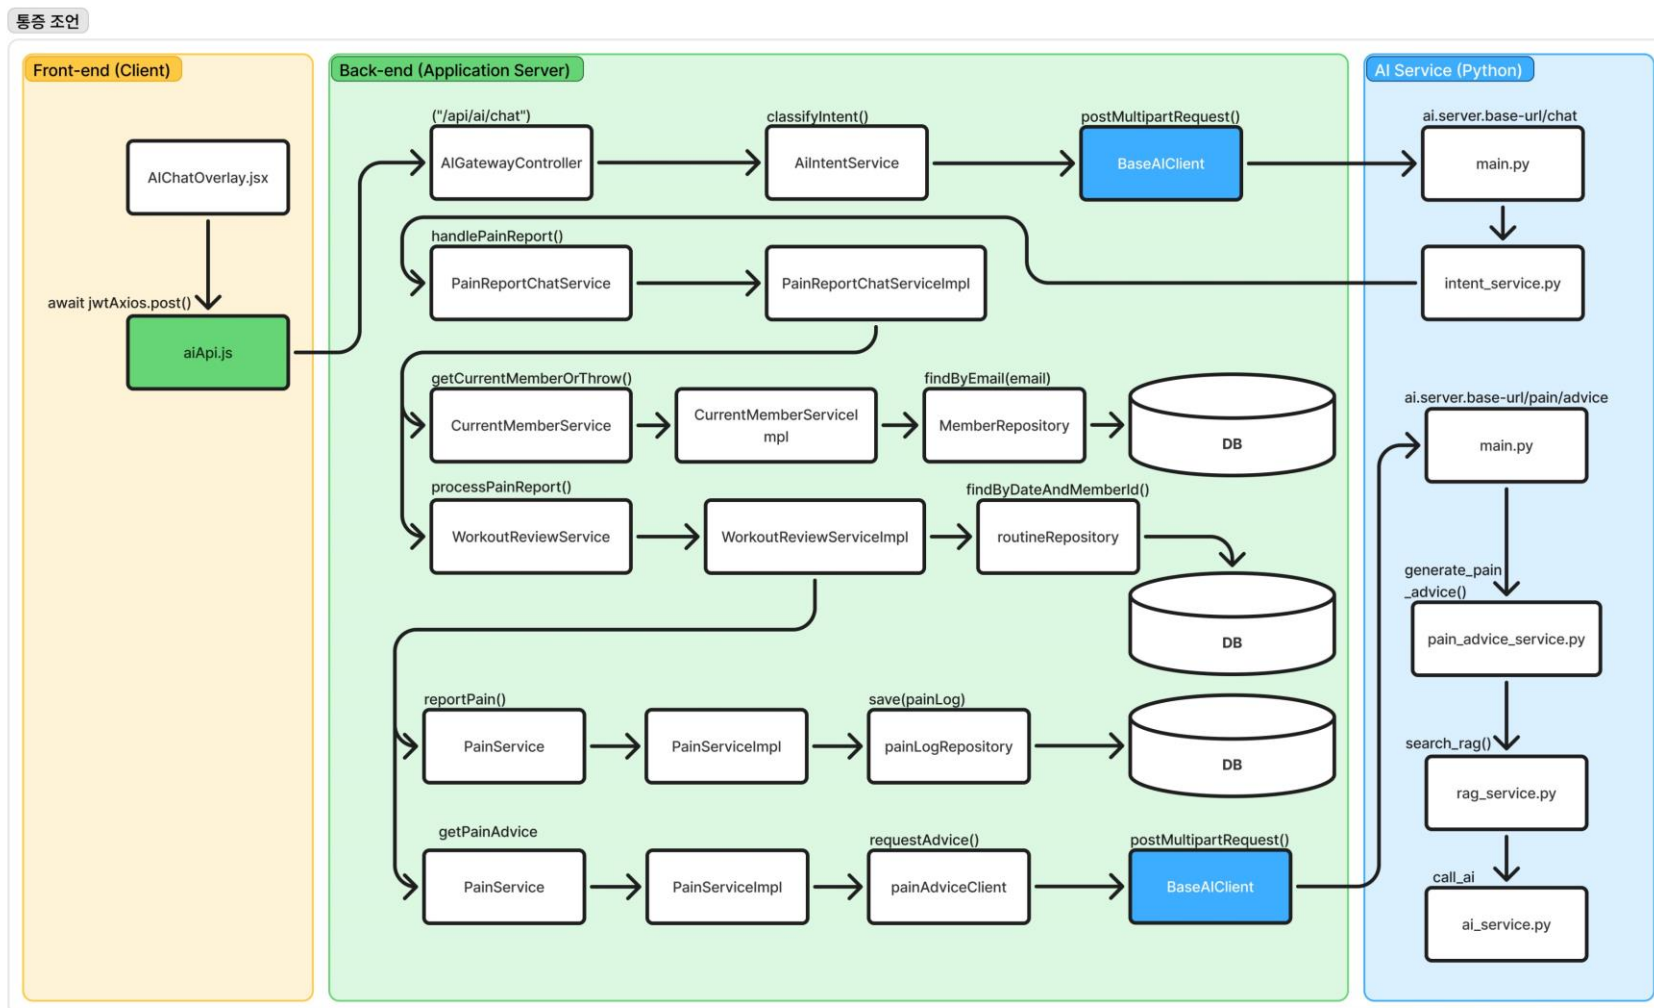 통증 조언
Front-end (Client)
AIChatOverlay.jsx
await jwtAxios.post()
aiApi.js
Back-end (Application Server)
("/api/ai/chat")
AIGatewayController
classifyIntent()
AiIntentService
postMultipartRequest()
BaseAIClient
handlePainReport()
PainReportChatService
PainReportChatServiceImpl
getCurrentMemberOrThrow()
CurrentMemberService
CurrentMemberServiceI
mpl
findByEmail(email)
MemberRepository
DB
processPainReport()
WorkoutReviewService
WorkoutReviewServiceImpl
findByDateAndMemberId()
routineRepository
DB
reportPain()
PainService
PainServiceImpl
save(painLog)
painLogRepository
DB
getPainAdvice
PainService
PainServiceImpl
requestAdvice()
painAdviceClient
postMultipartRequest()
BaseAIClient
AI Service (Python)
ai.server.base-url/chat
main.py
intent_service.py
ai.server.base-url/pain/advice
main.py
generate_pain
_advice()
pain_advice_service.py
search_rag()
rag_service.py
call_ai
ai_service.py